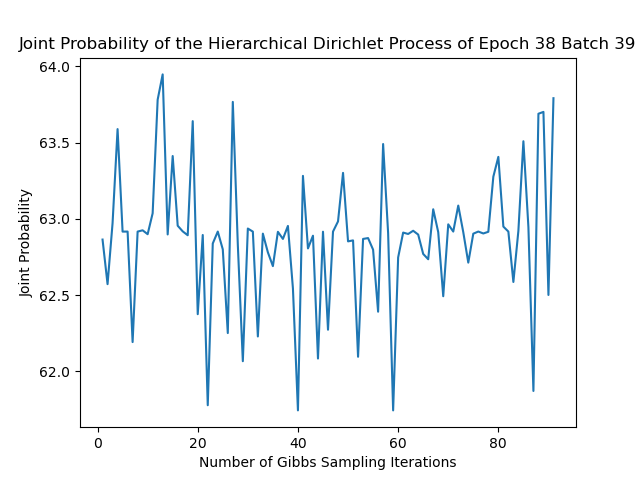 Joint Probability of the Hierarchical Dirichlet Process of Epoch 38 Batch 39
64.0
63.5
63.0
62.5
62.0
Joint Probability
0 20 40 60 80
Number of Gibbs Sampling Iterations